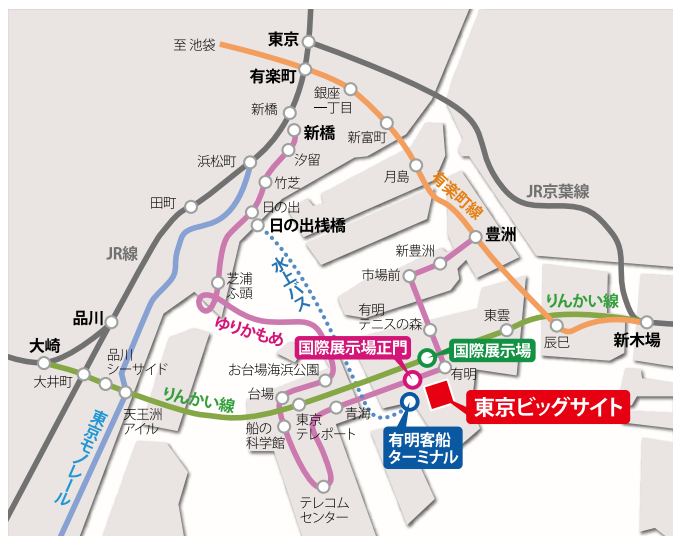 東京
至 池袋
有楽町
銀座
一丁目
新橋
新富町
新橋
汐留
浜松町
月島
有楽町線
JR京葉線
竹芝
田町
日の出
日の出桟橋
豊洲
JR線
新豊洲
水上バス
市場前
芝浦
ふ頭
有明
テニスの森
東雲
りんかい線
ゆりかもめ
品川
辰巳
新木場
大崎
国際展示場正門
国際展示場
品川
シーサイド
大井町
お台場海浜公園
有明
りんかい線
台場
東京ビッグサイト
天王洲
アイル
船の
科学館
東京
テレポート
青海
有明客船
ターミナル
東京モノレール
テレコム
センター